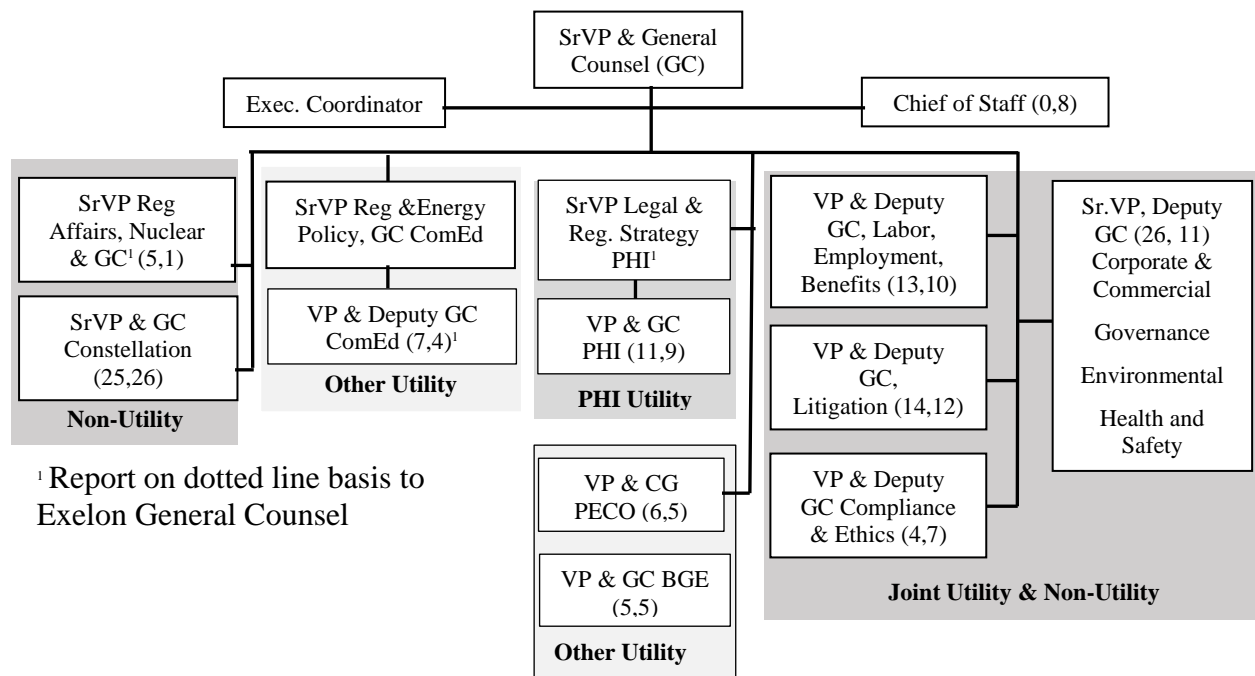 SrVP & General
Counsel (GC)
Exec. Coordinator
Chief of Staff (0,8)
SrVP Reg
Affairs, Nuclear
& GC¹ (5,1)
SrVP & GC
Constellation
(25,26)
Non-Utility
SrVP Reg &Energy
Policy, GC ComEd
VP & Deputy GC
ComEd (7,4)¹
Other Utility
SrVP Legal &
Reg. Strategy
PHI¹
VP & GC
PHI (11,9)
PHI Utility
VP & CG
PECO (6,5)
VP & GC BGE
(5,5)
Other Utility
VP & Deputy
GC, Labor,
Employment,
Benefits (13,10)
VP & Deputy
GC,
Litigation (14,12)
VP & Deputy
GC Compliance
& Ethics (4,7)
Sr.VP, Deputy
GC (26, 11)
Corporate &
Commercial
Governance
Environmental
Health and
Safety
Joint Utility & Non-Utility
¹ Report on dotted line basis to
Exelon General Counsel